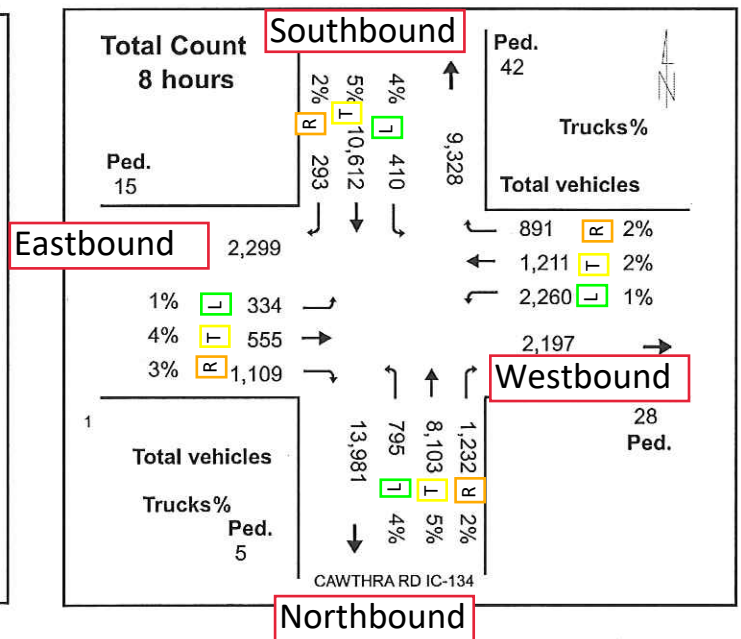 Total Count
8 hours
Southbound
Ped.
42
N
Trucks%
Total vehicles
2% R 293
5% T 10,612
4% L 410
9,328
Ped.
15
Eastbound
2,299
891 R 2%
1,211 T 2%
2,260 L 1%
1% L 334
4% T 555
3% R 1,109
2,197
Westbound
28
Ped.
1
Total vehicles
Trucks%
Ped.
5
13,981
795 L 4%
8,103 T 5%
1,232 R 2%
CAWTHRA RD IC-134
Northbound